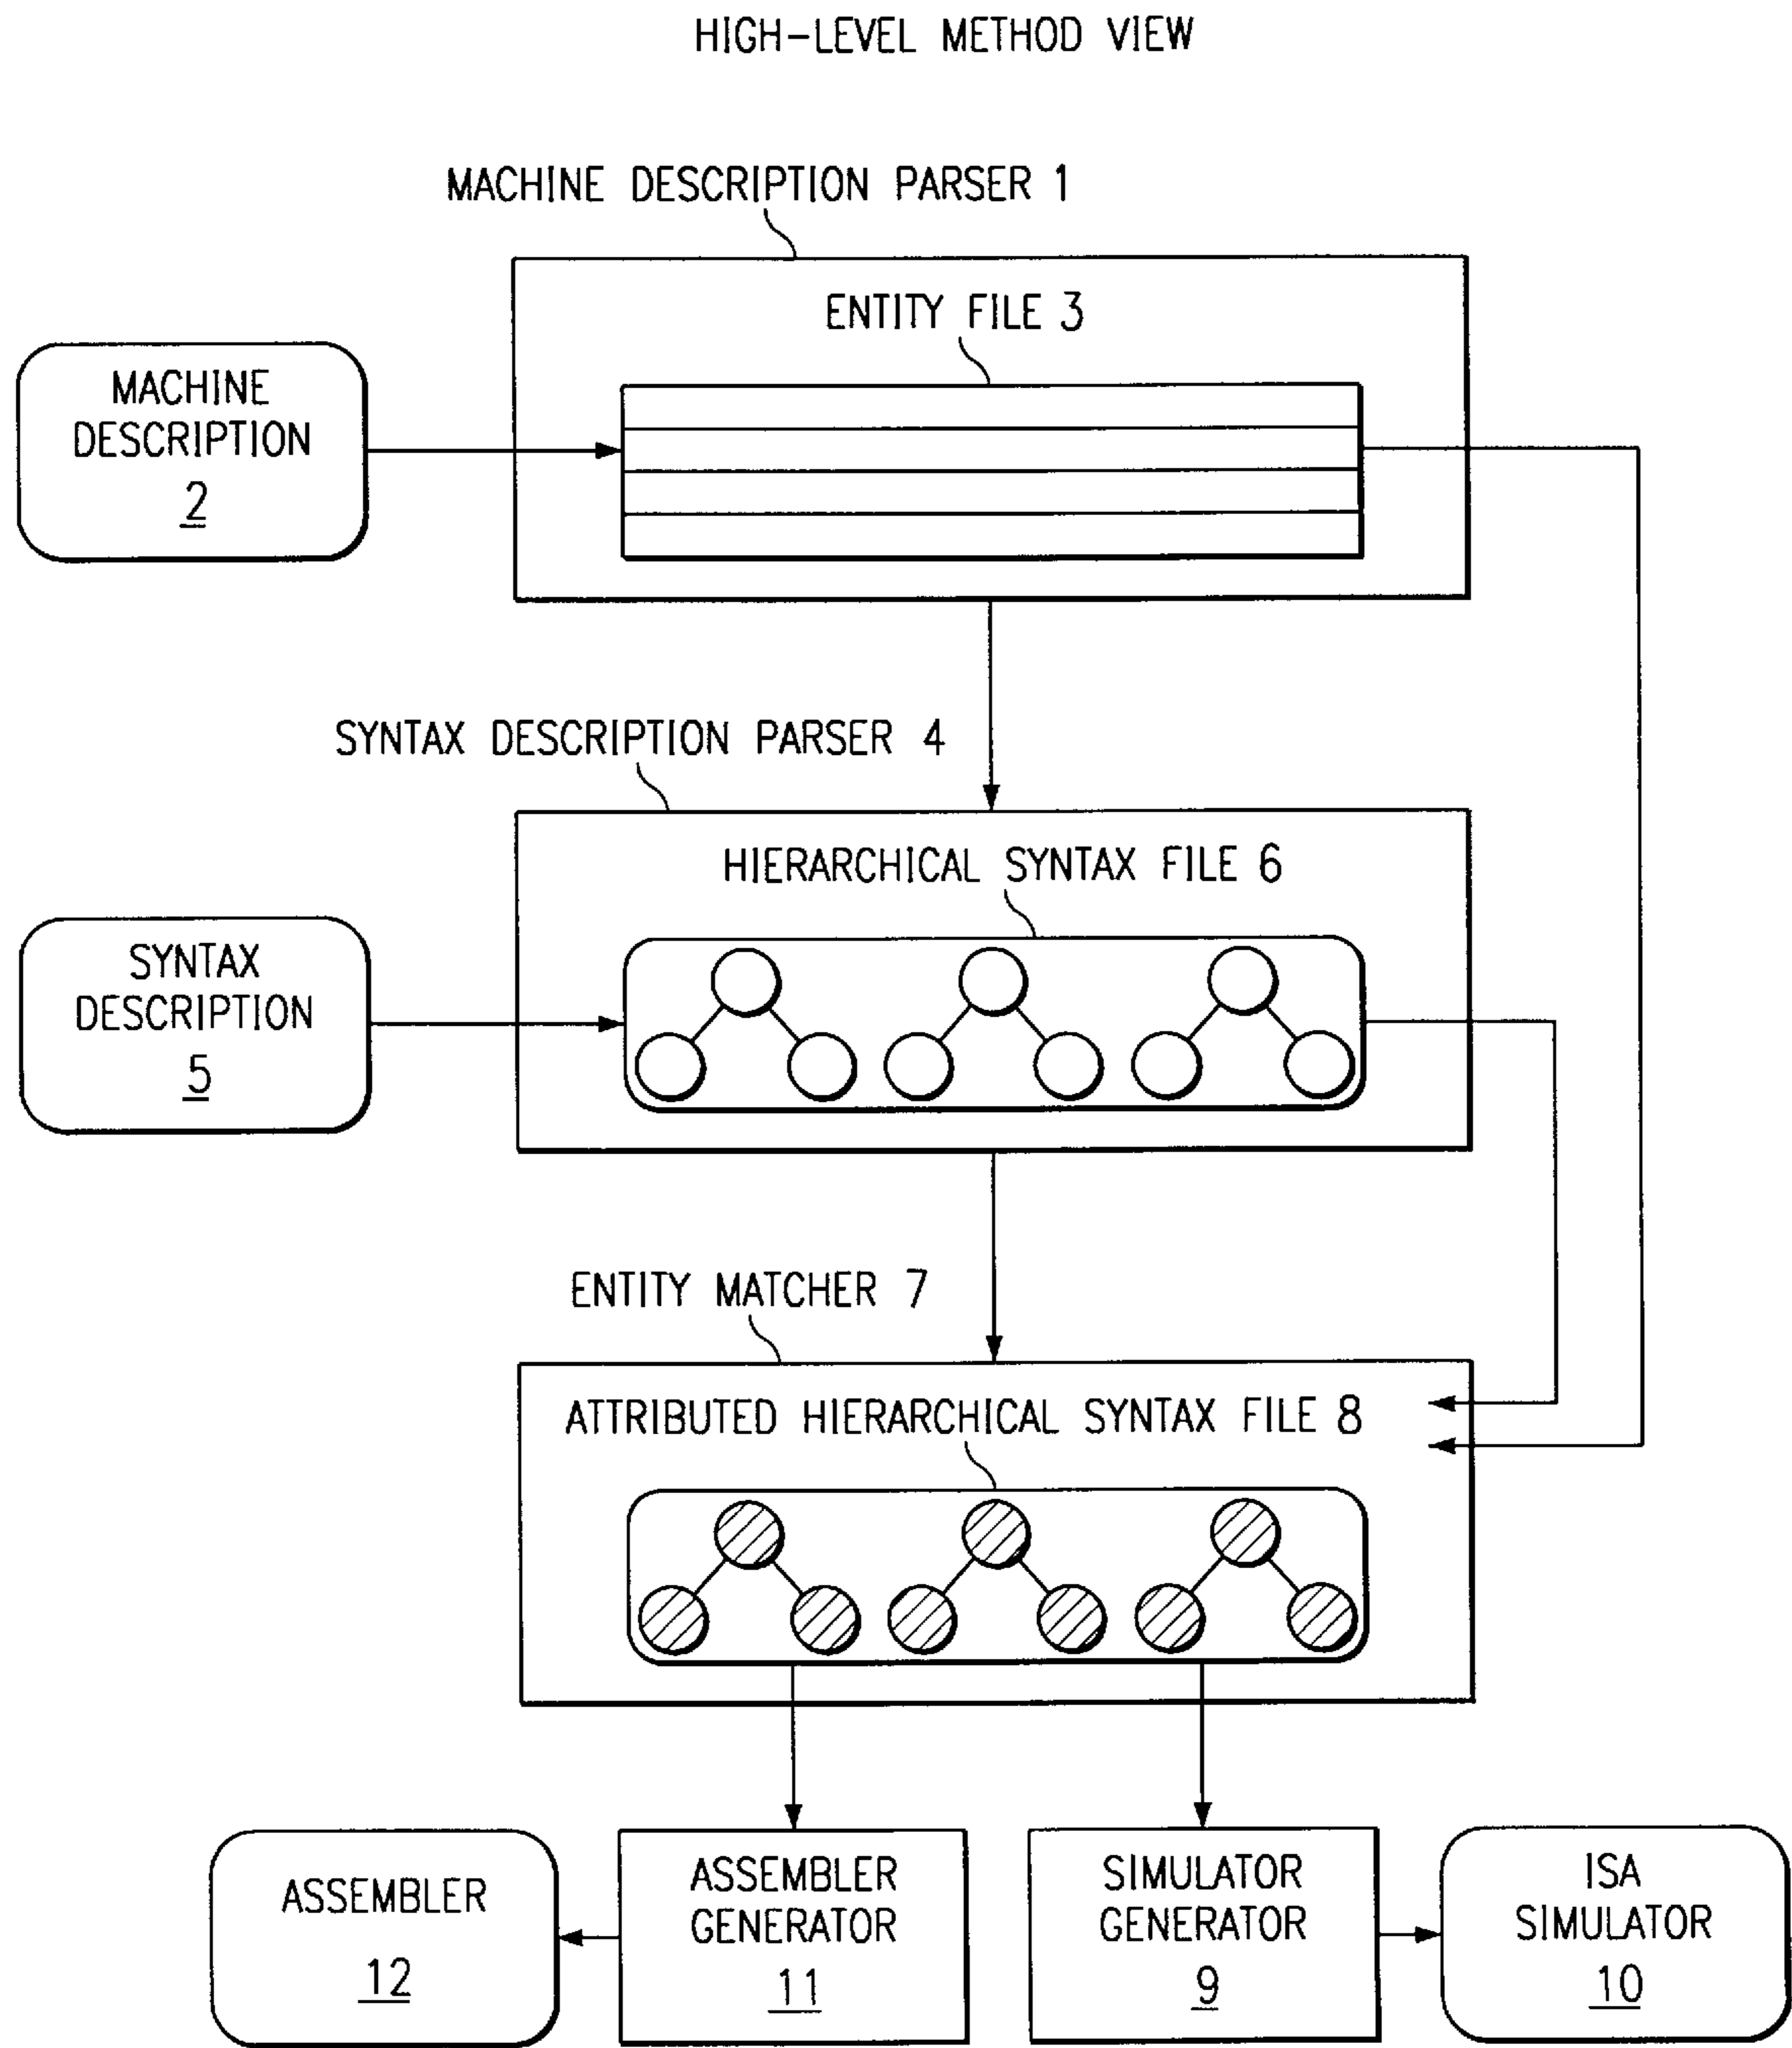 HIGH-LEVEL METHOD VIEW
MACHINE DESCRIPTION PARSER 1
ENTITY FILE 3
MACHINE
DESCRIPTION
2
SYNTAX DESCRIPTION PARSER 4
HIERARCHICAL SYNTAX FILE 6
SYNTAX
DESCRIPTION
5
ENTITY MATCHER 7
ATTRIBUTED HIERARCHICAL SYNTAX FILE 8
ASSEMBLER
12
ASSEMBLER
GENERATOR
11
SIMULATOR
GENERATOR
9
ISA
SIMULATOR
10